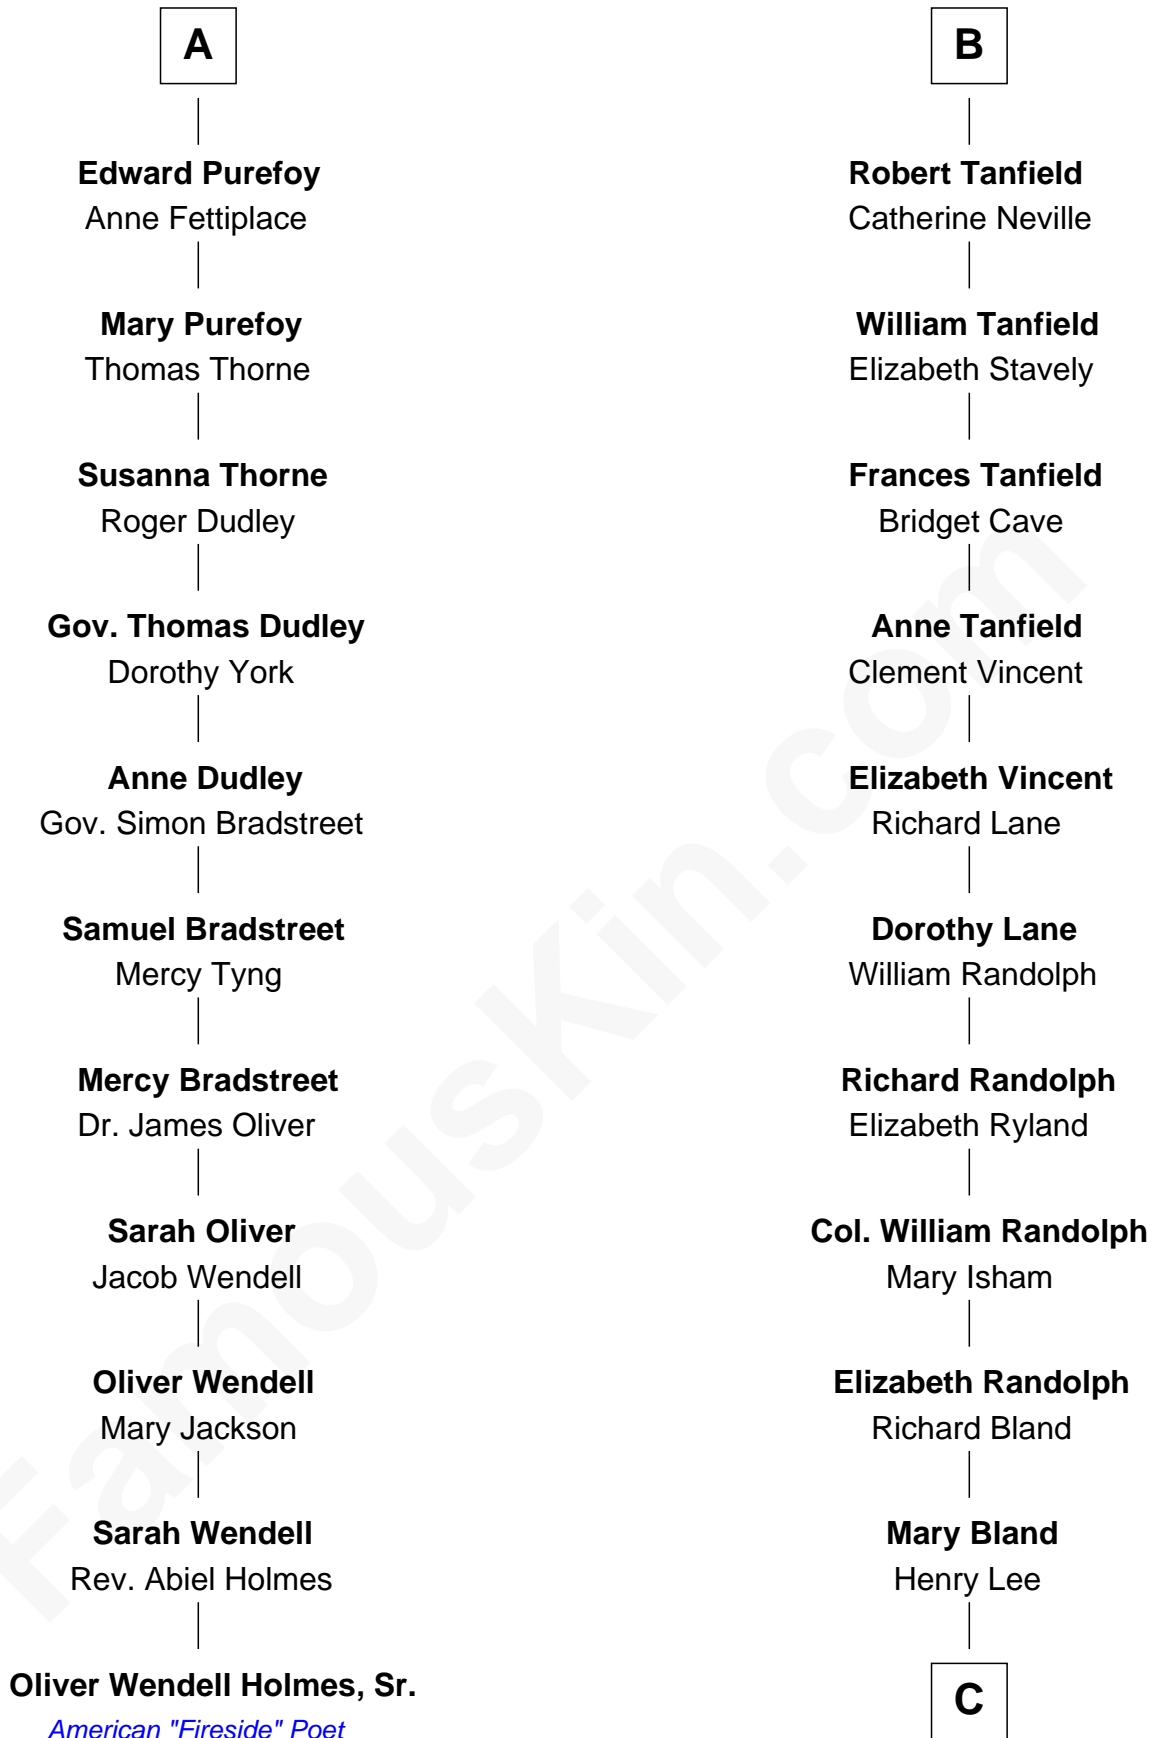 A
Edward Purefoy
Anne Fettiplace
Mary Purefoy
Thomas Thorne
Susanna Thorne
Roger Dudley
Gov. Thomas Dudley
Dorothy York
Anne Dudley
Gov. Simon Bradstreet
Samuel Bradstreet
Mercy Tyng
Mercy Bradstreet
Dr. James Oliver
Sarah Oliver
Jacob Wendell
Oliver Wendell
Mary Jackson
Sarah Wendell
Rev. Abiel Holmes
Oliver Wendell Holmes, Sr.
American "Fireside" Poet
B
Robert Tanfield
Catherine Neville
William Tanfield
Elizabeth Stavely
Frances Tanfield
Bridget Cave
Anne Tanfield
Clement Vincent
Elizabeth Vincent
Richard Lane
Dorothy Lane
William Randolph
Richard Randolph
Elizabeth Ryland
Col. William Randolph
Mary Isham
Elizabeth Randolph
Richard Bland
Mary Bland
Henry Lee
C
FamousKin.com